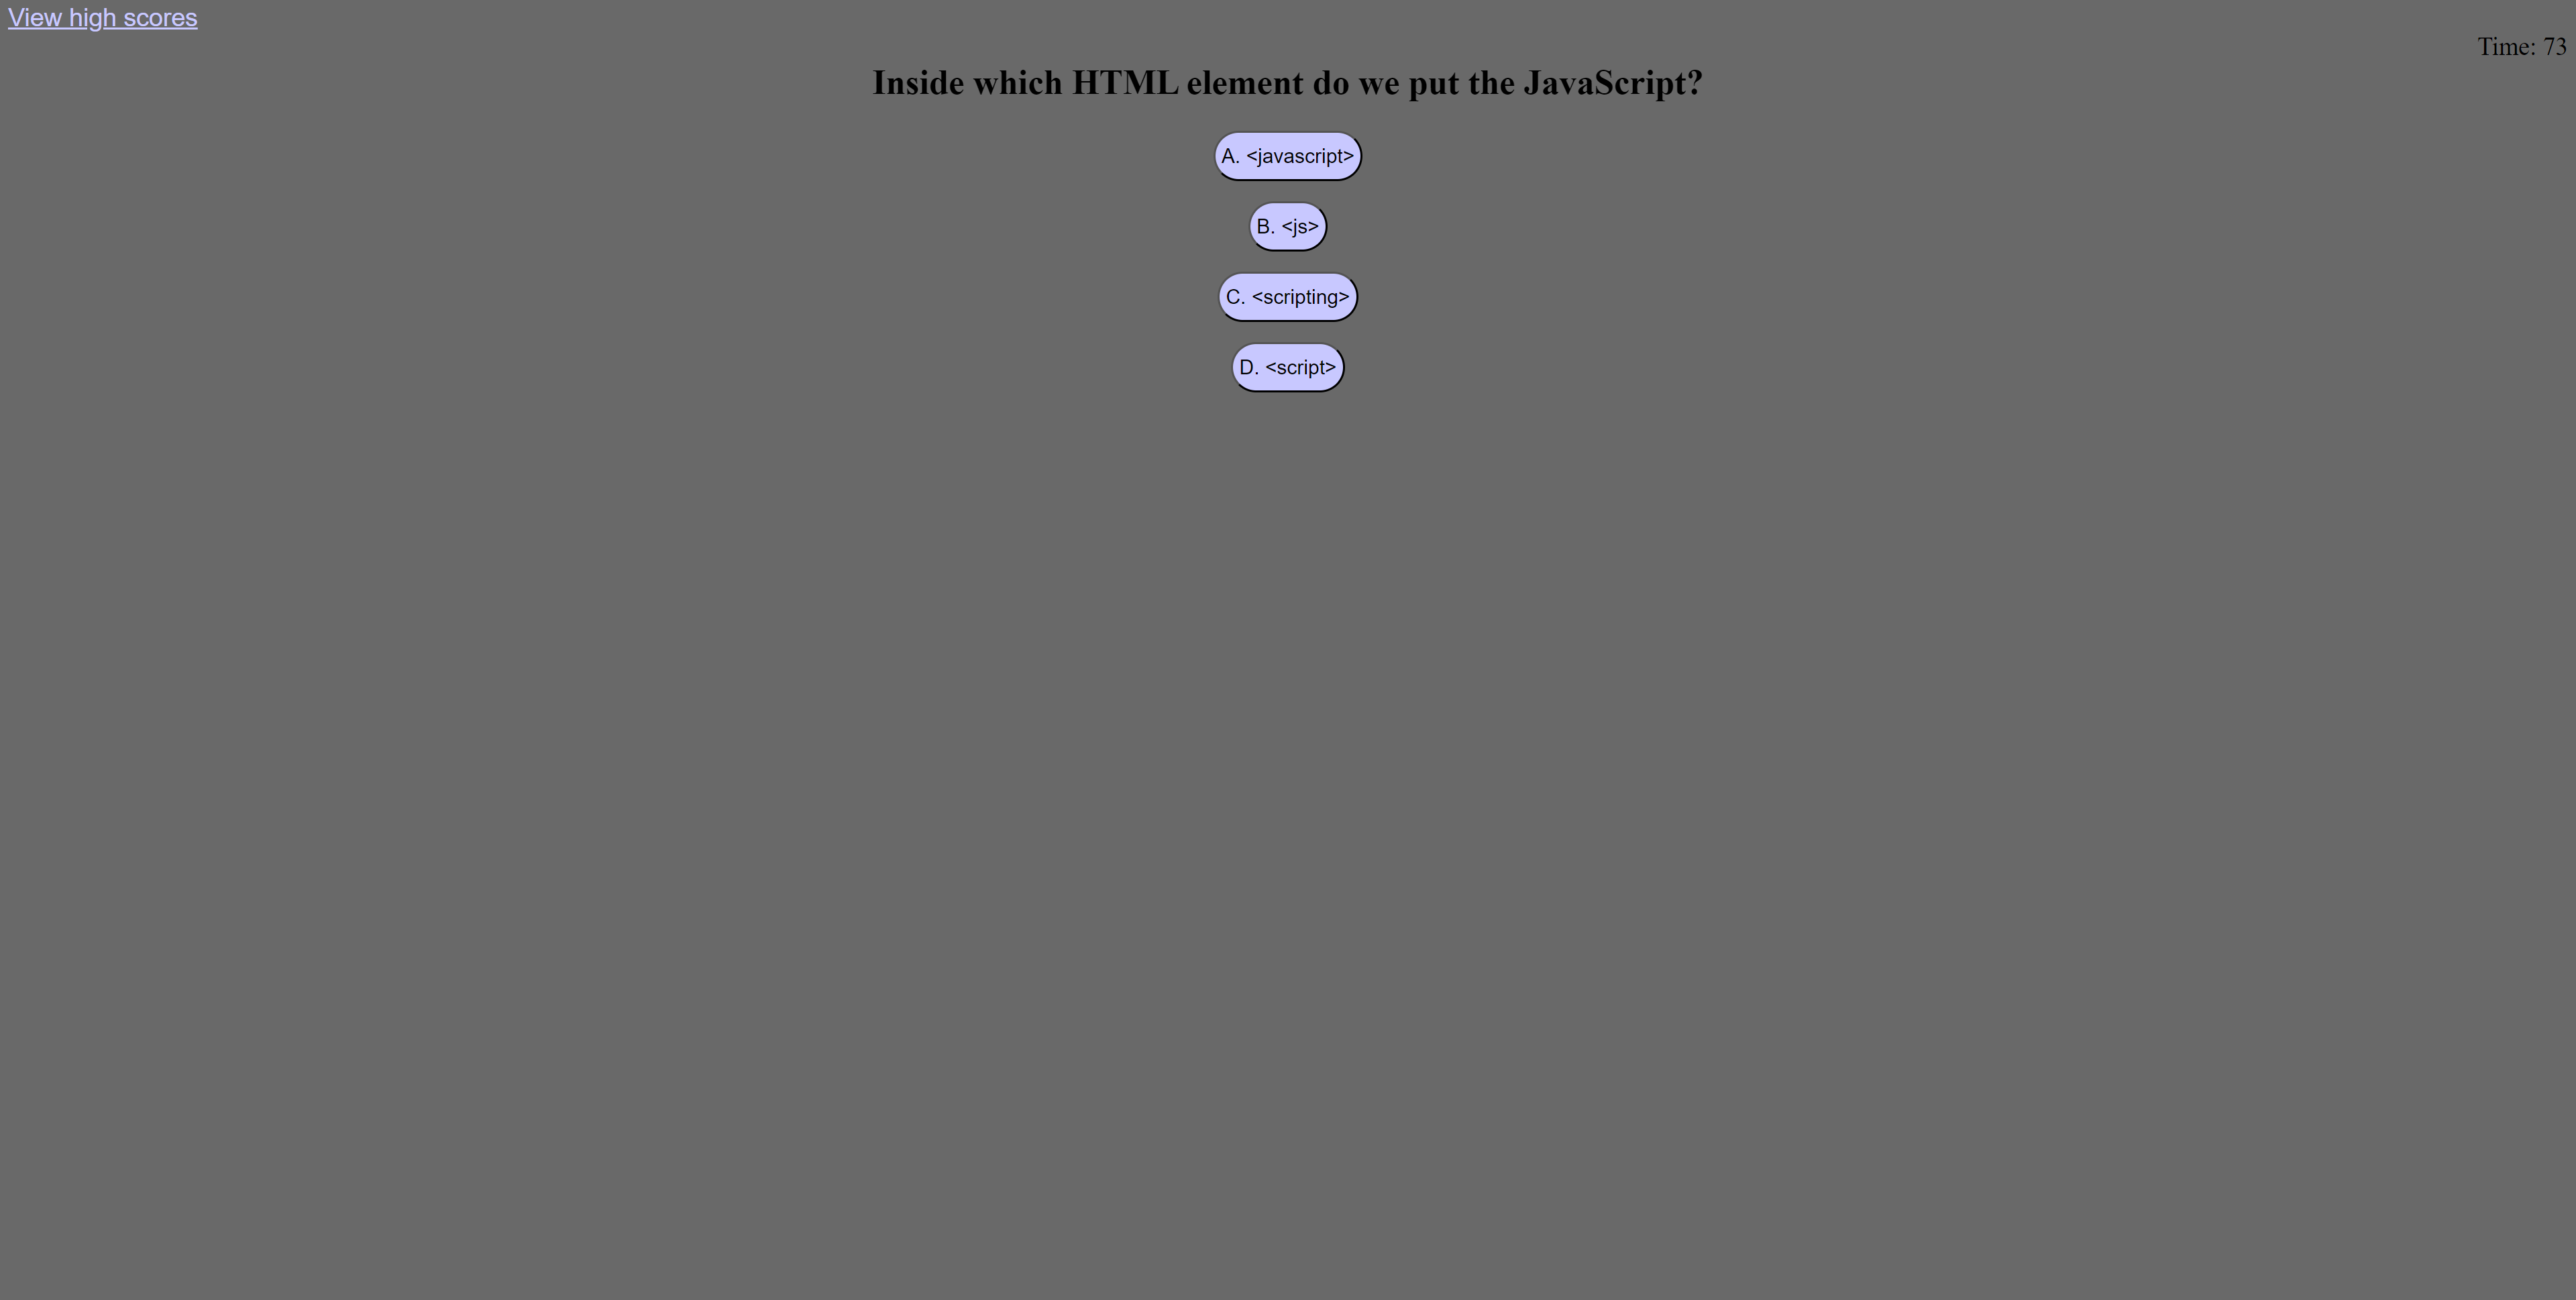 View high scores
Time: 73
Inside which HTML element do we put the JavaScript?
A. <javascript>
B. <js>
C. <scripting>
D. <script>